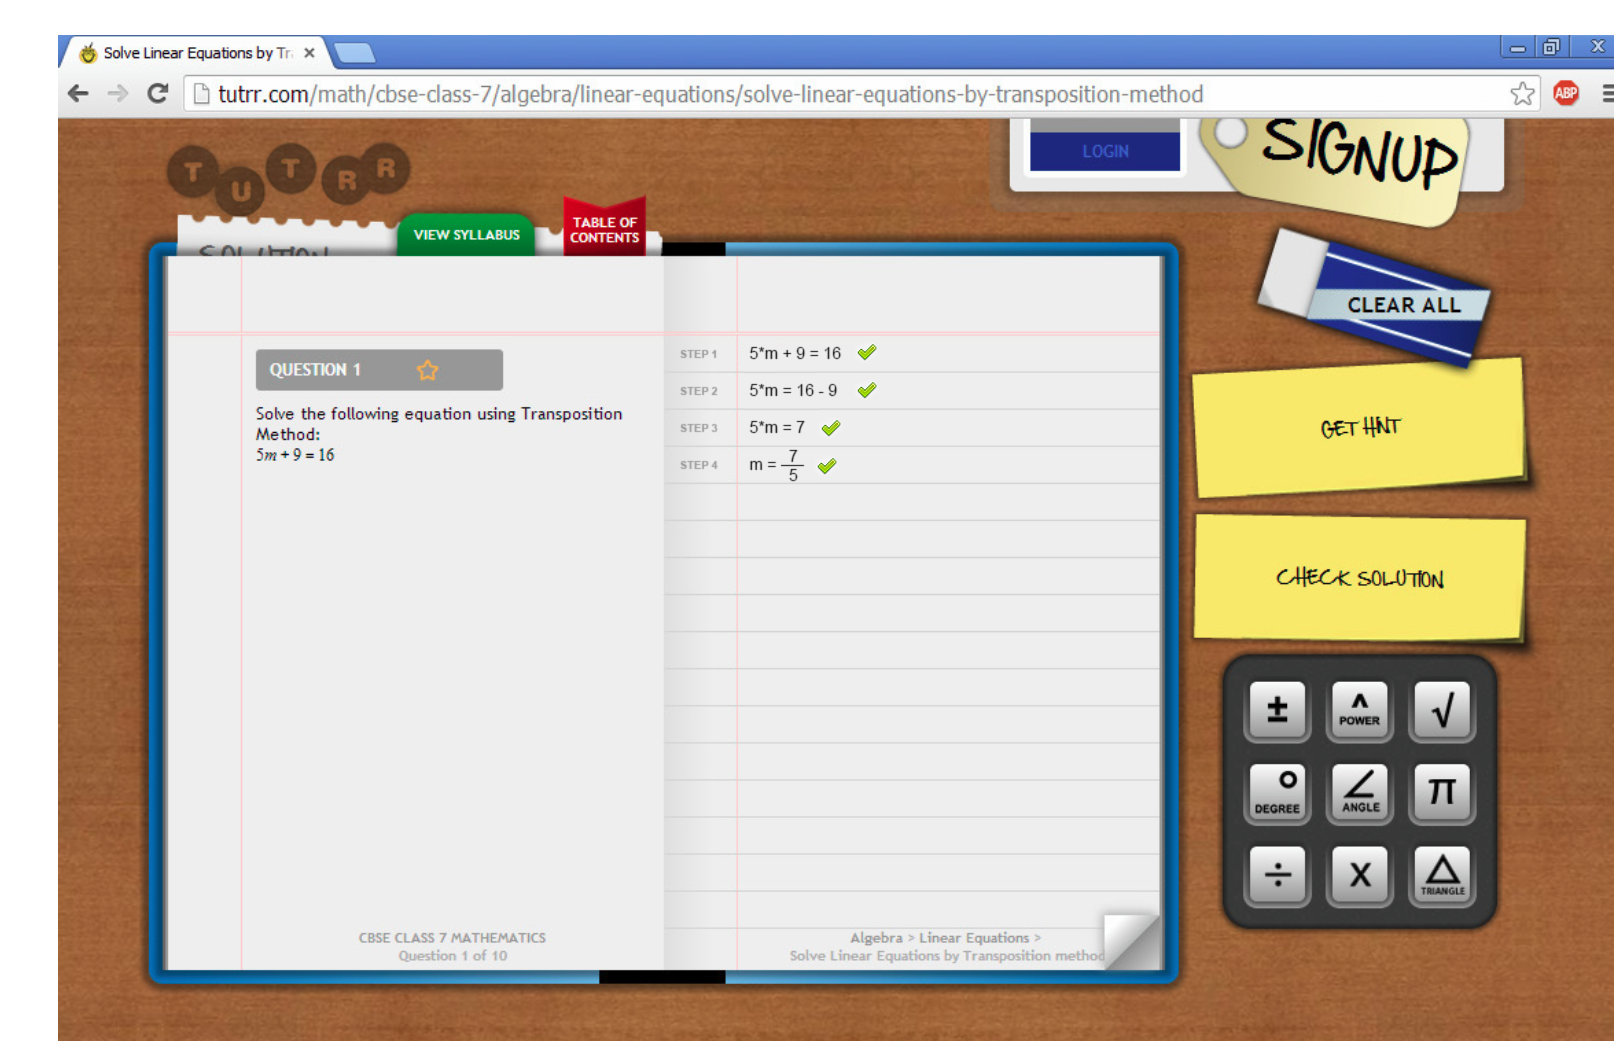 Solve Linear Equations by Tr
tutrr.com/math/cbse-class-7/algebra/linear-equations/solve-linear-equations-by-transposition-method
ABP
TUTRR
LOGIN
SIGNUP
SOLUTION
VIEW SYLLABUS
TABLE OF
CONTENTS
CLEAR ALL
QUESTION 1
Solve the following equation using Transposition
Method:
5m + 9 = 16
STEP 1 5*m + 9 = 16
STEP 2 5*m = 16 - 9
STEP 3 5*m = 7
STEP 4 m = 7/5
GET HINT
CHECK SOLUTION
±
^ POWER
√
° DEGREE
∠ ANGLE
π
÷
X
△ TRIANGLE
CBSE CLASS 7 MATHEMATICS
Question 1 of 10
Algebra > Linear Equations >
Solve Linear Equations by Transposition method